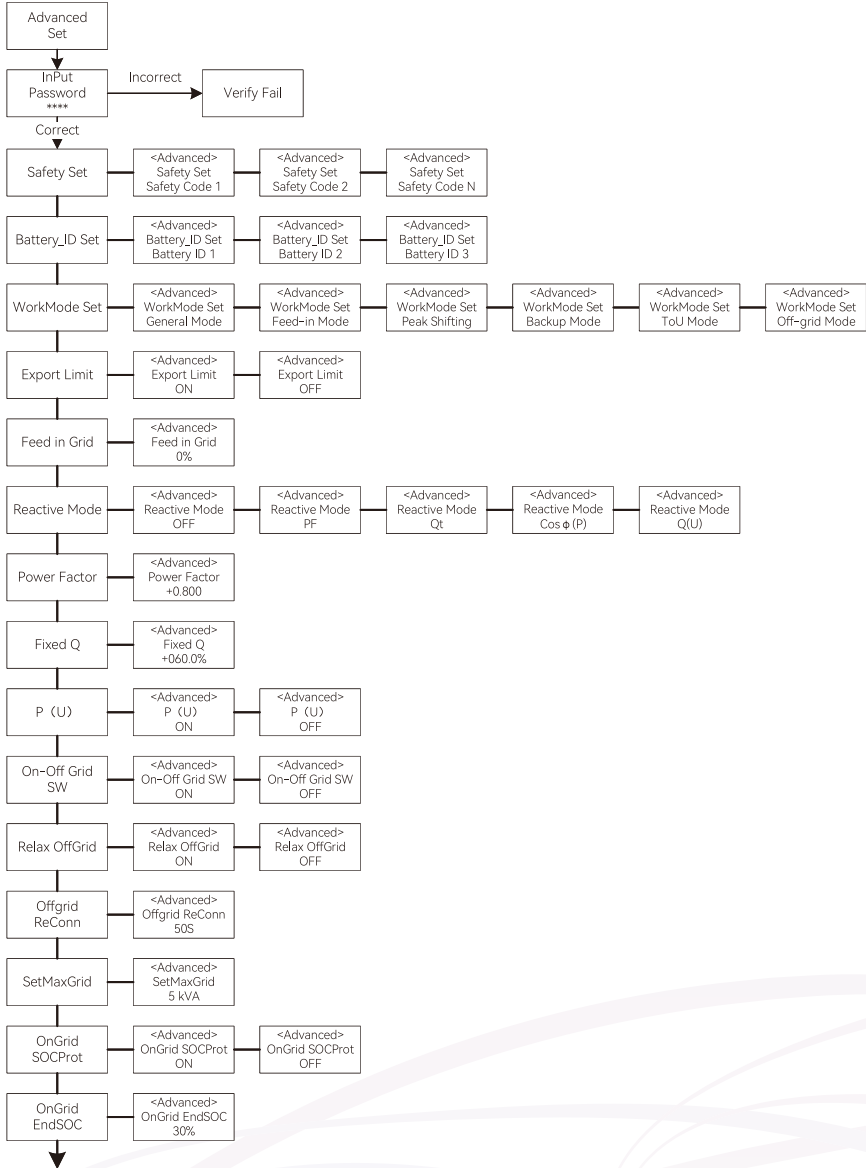 Advanced
Set
InPut
Password
****
Incorrect
Verify Fail
Correct
Safety Set
<Advanced>
Safety Set
Safety Code 1
<Advanced>
Safety Set
Safety Code 2
<Advanced>
Safety Set
Safety Code N
Battery_ID Set
<Advanced>
Battery_ID Set
Battery ID 1
<Advanced>
Battery_ID Set
Battery ID 2
<Advanced>
Battery_ID Set
Battery ID 3
WorkMode Set
<Advanced>
WorkMode Set
General Mode
<Advanced>
WorkMode Set
Feed-in Mode
<Advanced>
WorkMode Set
Peak Shifting
<Advanced>
WorkMode Set
Backup Mode
<Advanced>
WorkMode Set
ToU Mode
<Advanced>
WorkMode Set
Off-grid Mode
Export Limit
<Advanced>
Export Limit
ON
<Advanced>
Export Limit
OFF
Feed in Grid
<Advanced>
Feed in Grid
0%
Reactive Mode
<Advanced>
Reactive Mode
OFF
<Advanced>
Reactive Mode
PF
<Advanced>
Reactive Mode
Qt
<Advanced>
Reactive Mode
Cos φ (P)
<Advanced>
Reactive Mode
Q(U)
Power Factor
<Advanced>
Power Factor
+0.800
Fixed Q
<Advanced>
Fixed Q
+060.0%
P（U）
<Advanced>
P（U）
ON
<Advanced>
P（U）
OFF
On-Off Grid
SW
<Advanced>
On-Off Grid SW
ON
<Advanced>
On-Off Grid SW
OFF
Relax OffGrid
<Advanced>
Relax OffGrid
ON
<Advanced>
Relax OffGrid
OFF
Offgrid
ReConn
<Advanced>
Offgrid ReConn
50S
SetMaxGrid
<Advanced>
SetMaxGrid
5 kVA
OnGrid
SOCProt
<Advanced>
OnGrid SOCProt
ON
<Advanced>
OnGrid SOCProt
OFF
OnGrid
EndSOC
<Advanced>
OnGrid EndSOC
30%